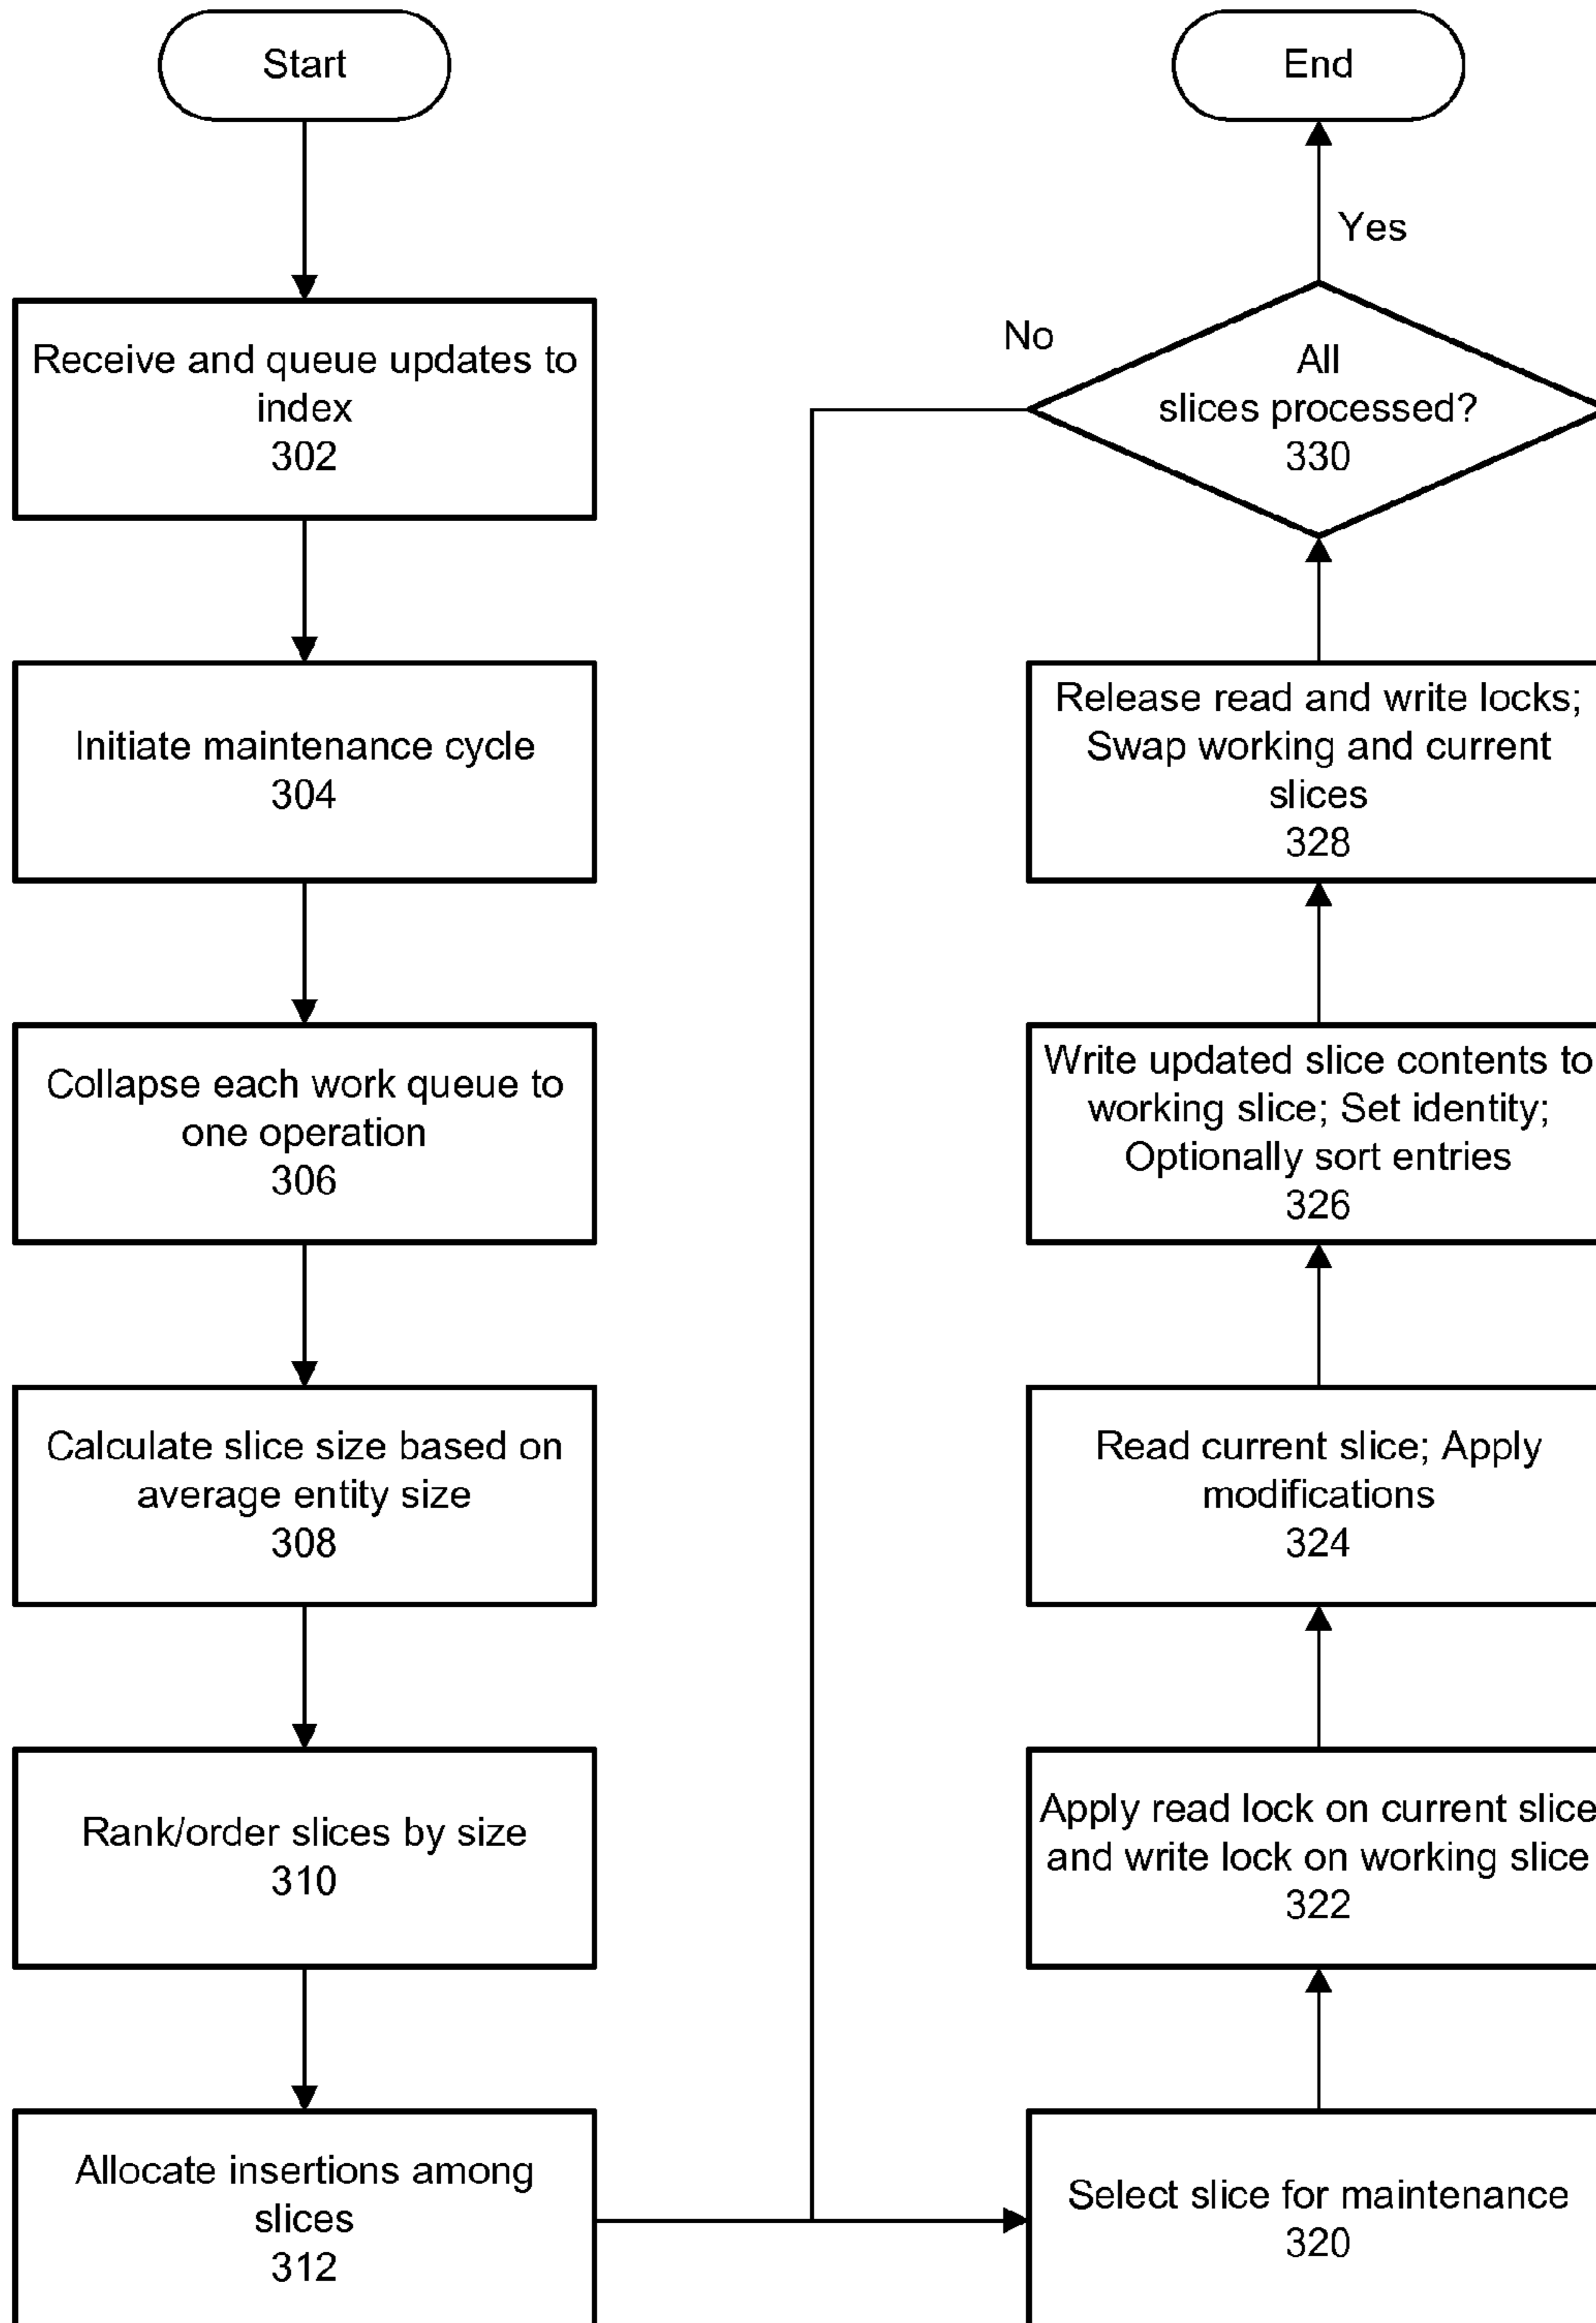 Start
Receive and queue updates to
index
302
Initiate maintenance cycle
304
Collapse each work queue to
one operation
306
Calculate slice size based on
average entity size
308
Rank/order slices by size
310
Allocate insertions among
slices
312
End
Yes
No
All
slices processed?
330
Release read and write locks;
Swap working and current
slices
328
Write updated slice contents to
working slice; Set identity;
Optionally sort entries
326
Read current slice; Apply
modifications
324
Apply read lock on current slice
and write lock on working slice
322
Select slice for maintenance
320